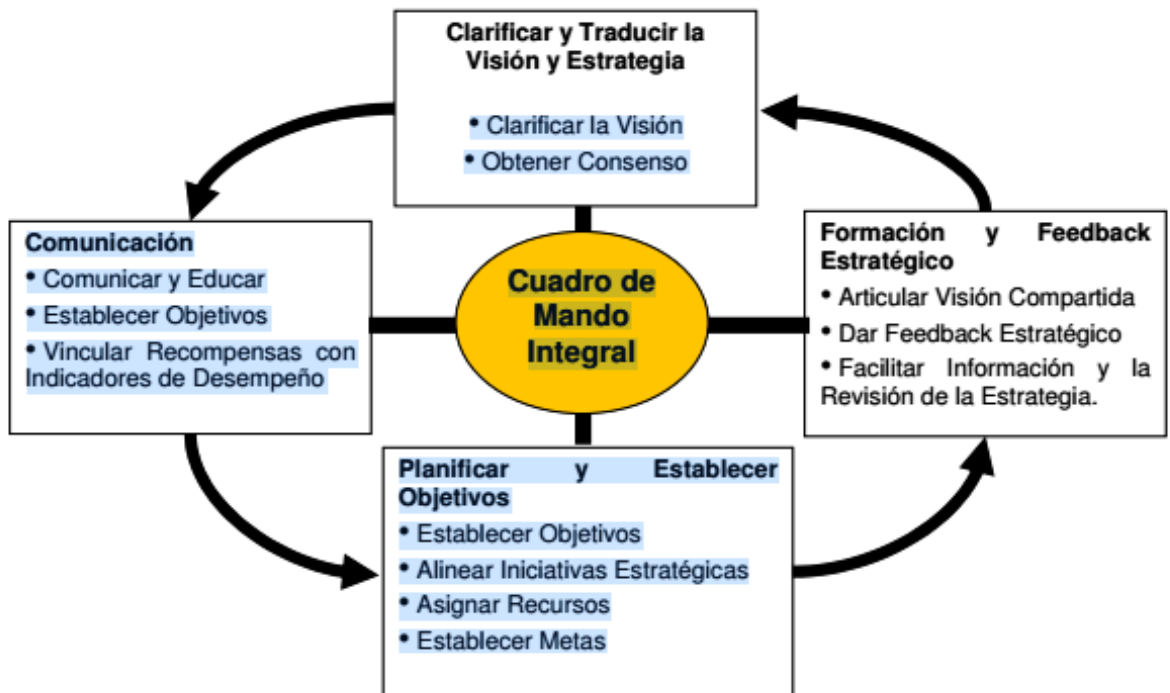 Clarificar y Traducir la
Visión y Estrategia
• Clarificar la Visión
• Obtener Consenso
Comunicación
• Comunicar y Educar
• Establecer Objetivos
• Vincular Recompensas con
Indicadores de Desempeño
Cuadro de
Mando
Integral
Formación y Feedback
Estratégico
• Articular Visión Compartida
• Dar Feedback Estratégico
• Facilitar Información y la
Revisión de la Estrategia.
Planificar y Establecer
Objetivos
• Establecer Objetivos
• Alinear Iniciativas Estratégicas
• Asignar Recursos
• Establecer Metas